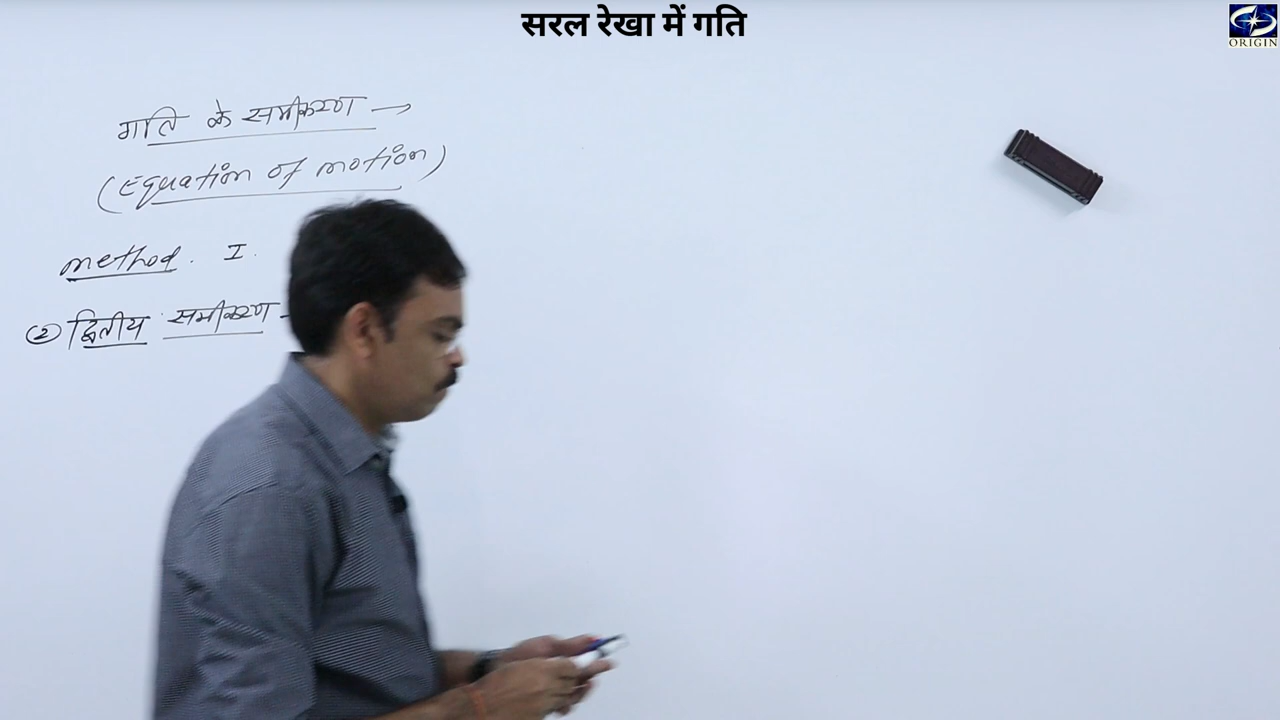 सरल रेखा में गति
ORIGIN
गति के समीकरण →
(Equation of motion)
method. I.
② द्वितीय समीकरण -